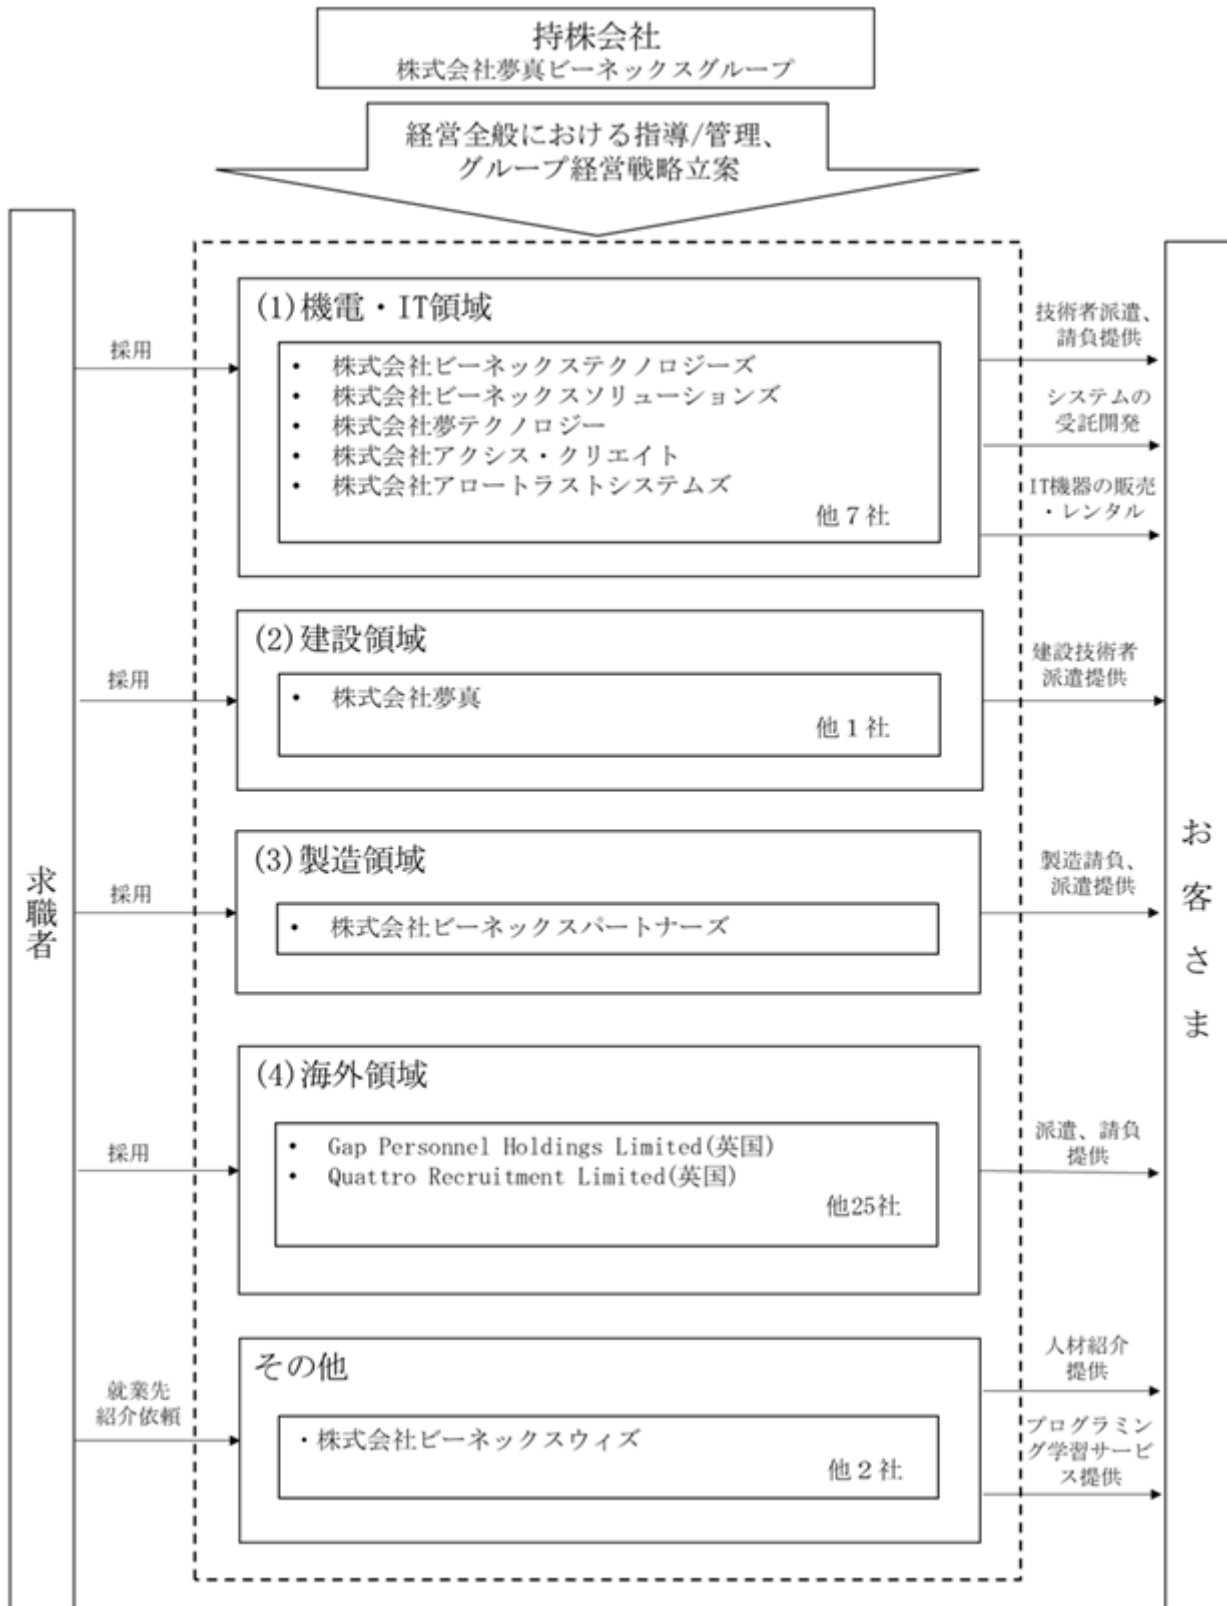 持株会社
株式会社夢真ビーネックスグループ
経営全般における指導/管理、
グループ経営戦略立案
求職者
お客さま
(1)機電・IT領域
採用
• 株式会社ビーネックステクノロジーズ
• 株式会社ビーネックスソリューションズ
• 株式会社夢テクノロジー
• 株式会社アクシス・クリエイト
• 株式会社アロートラストシステムズ
他７社
技術者派遣、
請負提供
システムの
受託開発
IT機器の販売
・レンタル
(2)建設領域
採用
• 株式会社夢真
他１社
建設技術者
派遣提供
(3)製造領域
採用
• 株式会社ビーネックスパートナーズ
製造請負、
派遣提供
(4)海外領域
採用
• Gap Personnel Holdings Limited(英国)
• Quattro Recruitment Limited(英国)
他25社
派遣、請負
提供
その他
就業先
紹介依頼
・株式会社ビーネックスウィズ
他２社
人材紹介
提供
プログラミン
グ学習サービ
ス提供